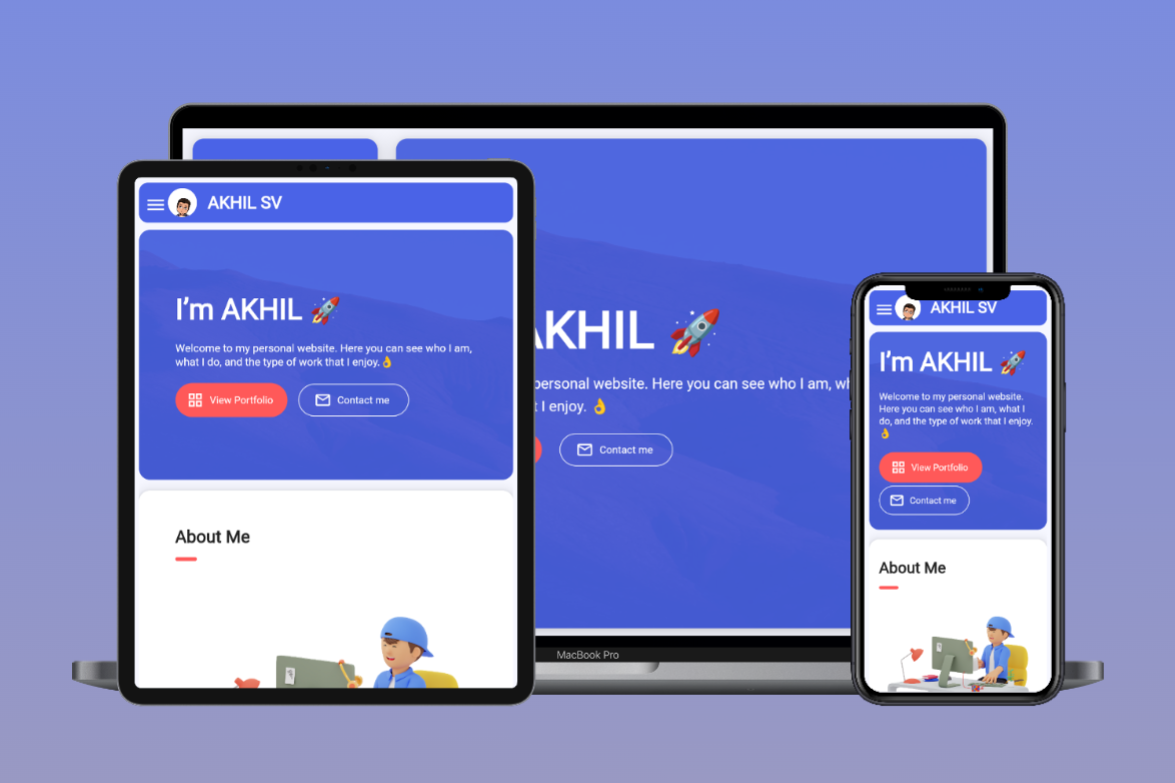 AKHIL SV
I'm AKHIL 🚀
Welcome to my personal website. Here you can see who I am,
what I do, and the type of work that I enjoy. 👌
View Portfolio
Contact me
About Me
AKHIL 🚀
personal website. Here you can see who I am,
t I enjoy. 👌
Contact me
MacBook Pro
AKHIL SV
I'm AKHIL 🚀
Welcome to my personal website.
Here you can see who I am, what I
do, and the type of work that I enjoy.
👌
View Portfolio
Contact me
About Me